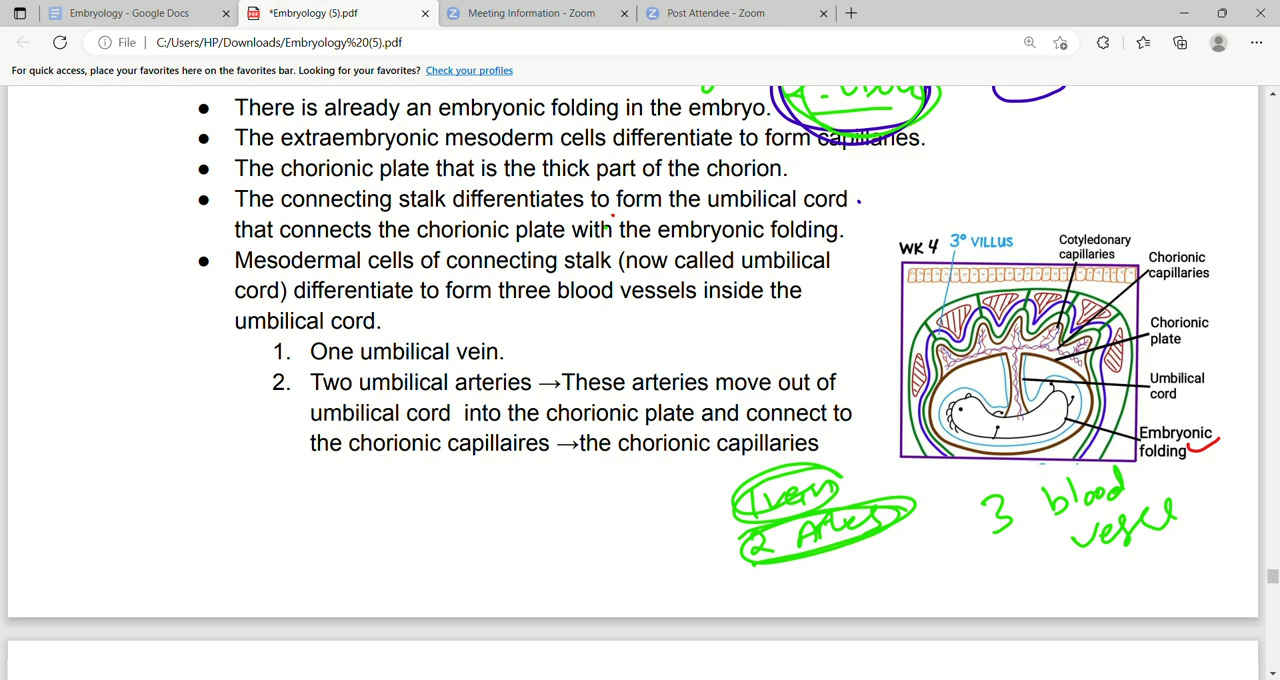 Embryology - Google Docs
*Embryology (5).pdf
Meeting Information - Zoom
Post Attendee - Zoom
File
C:/Users/HP/Downloads/Embryology%20(5).pdf
For quick access, place your favorites here on the favorites bar. Looking for your favorites? Check your profiles
There is already an embryonic folding in the embryo.
The extraembryonic mesoderm cells differentiate to form capillaries.
The chorionic plate that is the thick part of the chorion.
The connecting stalk differentiates to form the umbilical cord
that connects the chorionic plate with the embryonic folding.
Mesodermal cells of connecting stalk (now called umbilical
cord) differentiate to form three blood vessels inside the
umbilical cord.
1. One umbilical vein.
2. Two umbilical arteries →These arteries move out of
umbilical cord into the chorionic plate and connect to
the chorionic capillaires →the chorionic capillaries
WK 4
3° VILLUS
Cotyledonary
capillaries
Chorionic
capillaries
Chorionic
plate
Umbilical
cord
Embryonic
folding
1 vein
2
3 blood